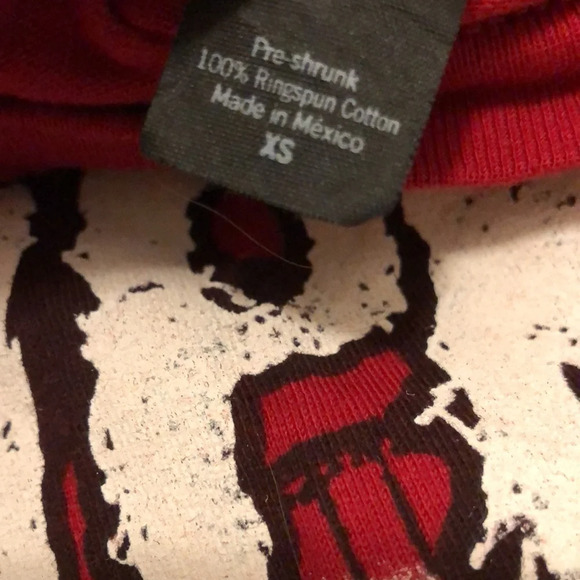 Pre-shrunk
100% Ringspun Cotton
Made in México
XS